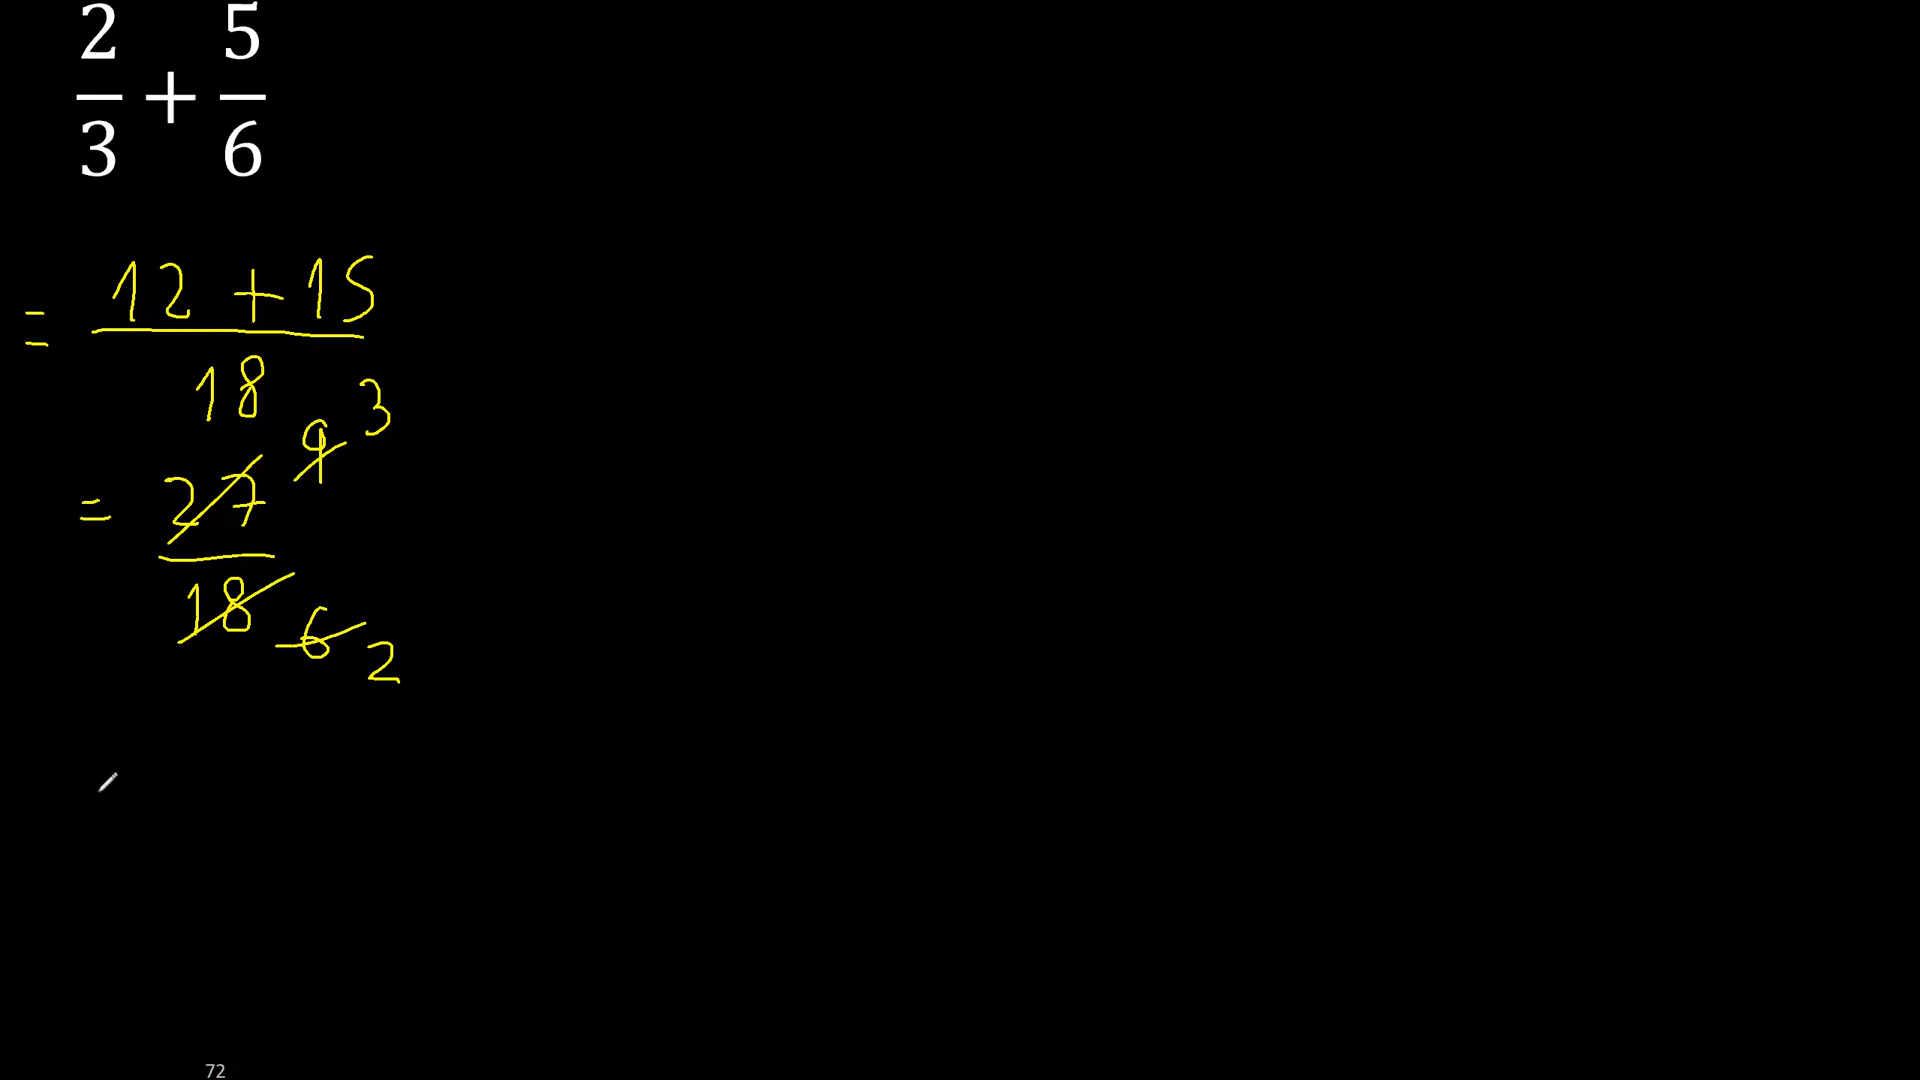 2/3 + 5/6
= 12 + 15
18
= 27 9 3
18 6 2
72